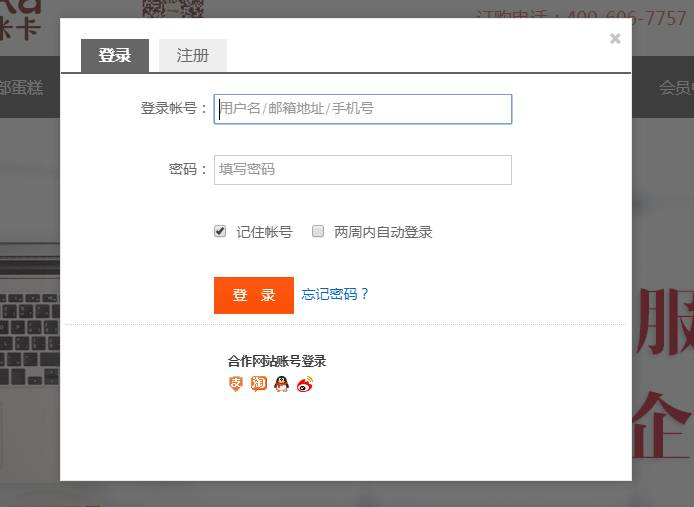 米卡
订购电话：400-606-7757
登录
注册
部蛋糕
会员
登录帐号：
用户名/邮箱地址/手机号
密码：
填写密码
记住帐号
两周内自动登录
登 录
忘记密码？
服
合作网站账号登录
支
淘
企